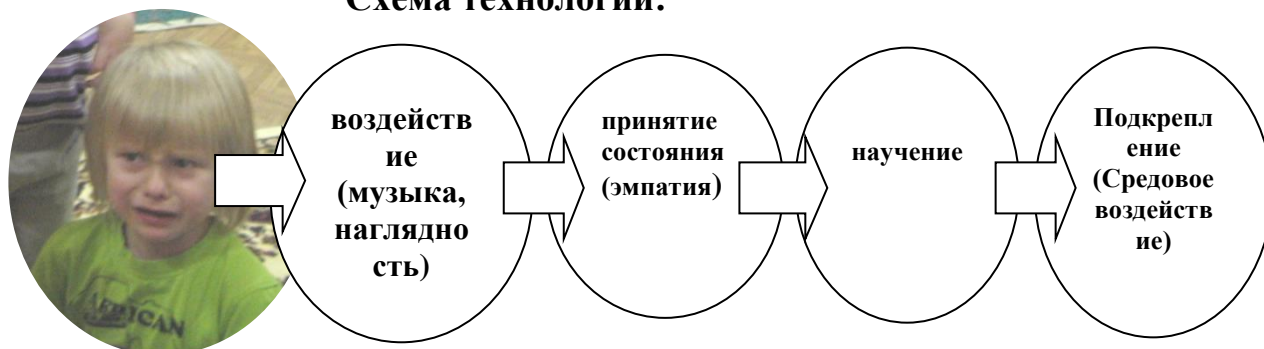 Схема технологии:
воздейств
ие
(музыка,
наглядно
сть)
принятие
состояния
(эмпатия)
научение
Подкрепл
ение
(Средовое
воздейств
ие)